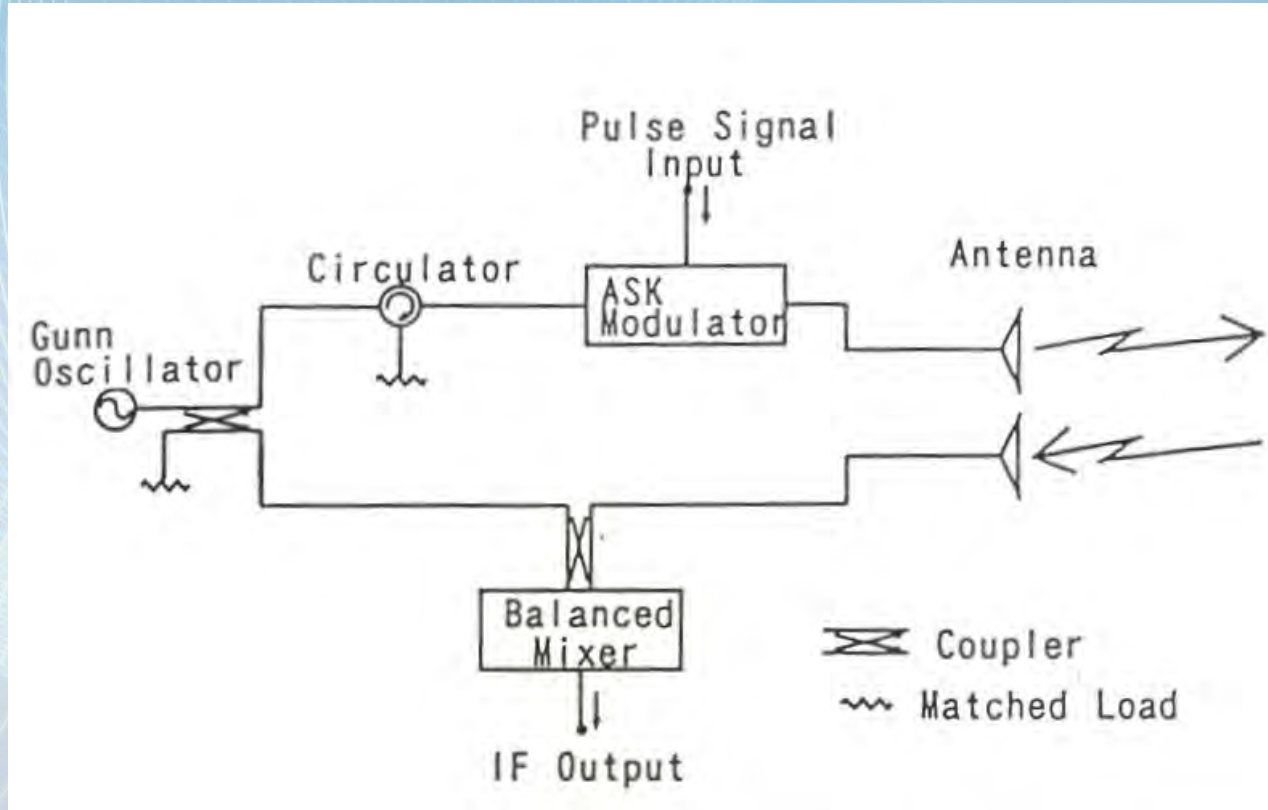 Pulse Signal
Input
Antenna
Circulator
ASK
Modulator
Gunn
Oscillator
Balanced
Mixer
Coupler
Matched Load
IF Output